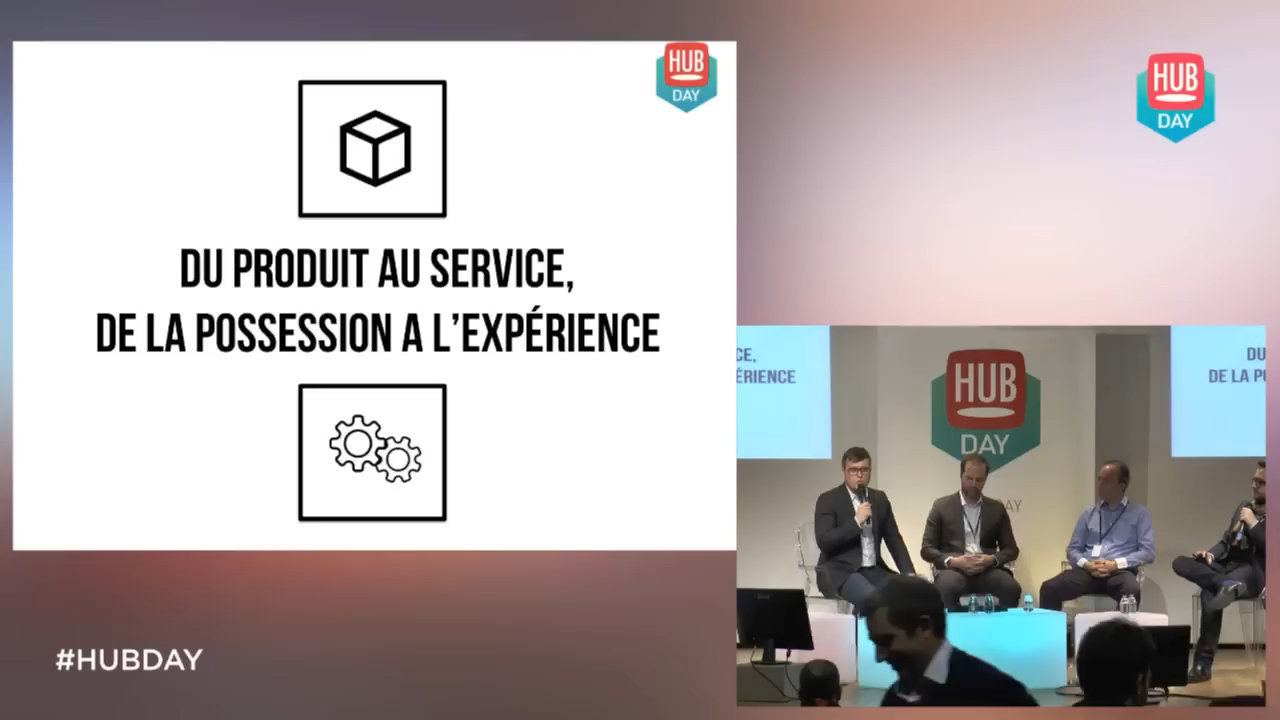 HUB
DAY
DU PRODUIT AU SERVICE,
DE LA POSSESSION A L'EXPÉRIENCE
#HUBDAY
HUB
DAY
CE,
ÉRIENCE
HUB
DAY
DAY
DU
DE LA P